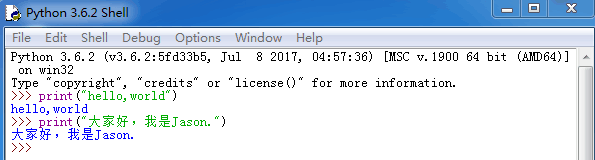 Python 3.6.2 Shell
File Edit Shell Debug Options Window Help
Python 3.6.2 (v3.6.2:5fd33b5, Jul  8 2017, 04:57:36) [MSC v.1900 64 bit (AMD64)]
 on win32
Type "copyright", "credits" or "license()" for more information.
>>> print("hello,world")
hello,world
>>> print("大家好，我是Jason.")
大家好，我是Jason.
>>>